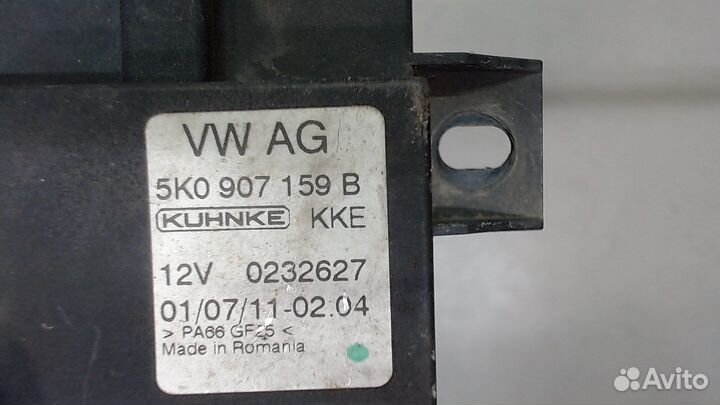 VW AG
5K0 907 159 B
KUHNKE KKE
12V 0232627
01/07/11-02.04
> PA66 GF25 <
Made in Romania
Avito